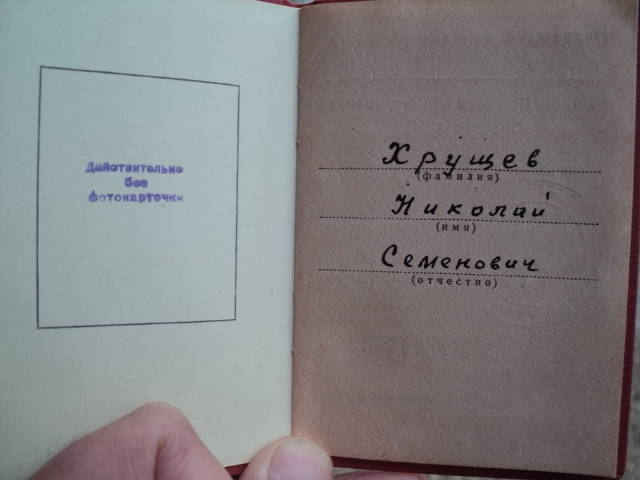 Действительно
без
фотокарточки
Хрущев
(фамилия)
Николай
(имя)
Семенович
(отчество)